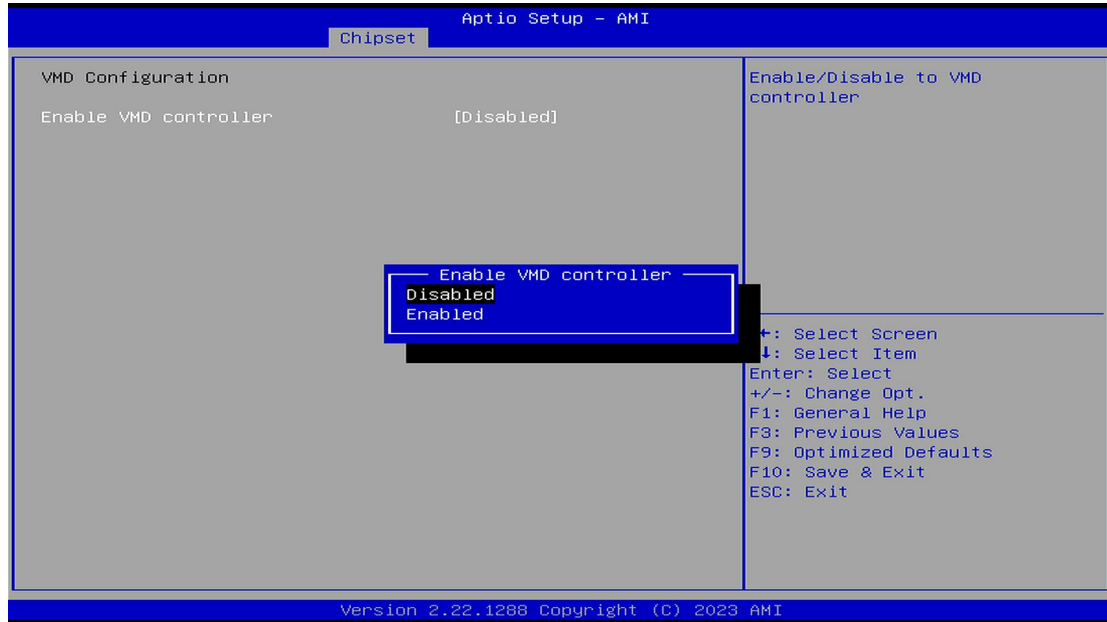 Aptio Setup – AMI
Chipset
VMD Configuration
Enable VMD controller [Disabled]
Enable VMD controller
Disabled
Enabled
Enable/Disable to VMD
controller
←: Select Screen
↓: Select Item
Enter: Select
+/-: Change Opt.
F1: General Help
F3: Previous Values
F9: Optimized Defaults
F10: Save & Exit
ESC: Exit
Version 2.22.1288 Copyright (C) 2023 AMI